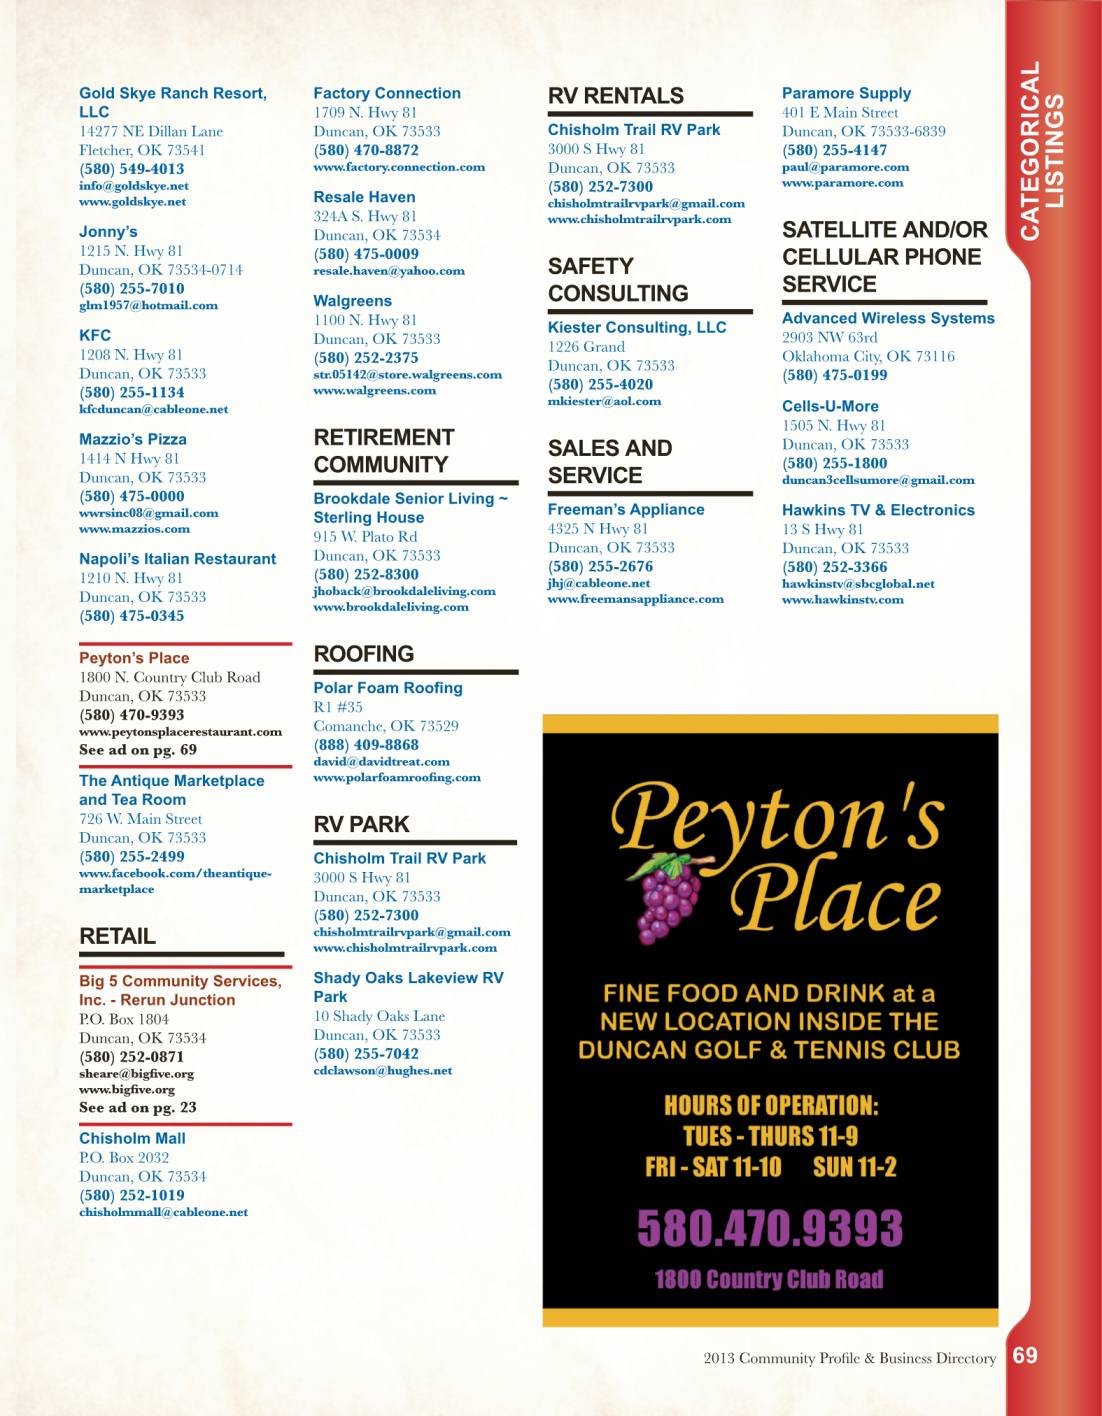 Gold Skye Ranch Resort,
LLC
14277 NE Dillan Lane
Fletcher, OK 73541
(580) 549-4013
info@goldskye.net
www.goldskye.net
Jonny's
1215 N. Hwy 81
Duncan, OK 73534-0714
(580) 255-7010
glm1957@hotmail.com
KFC
1208 N. Hwy 81
Duncan, OK 73533
(580) 255-1134
kfcduncan@cableone.net
Mazzio's Pizza
1414 N Hwy 81
Duncan, OK 73533
(580) 475-0000
wwrsinc08@gmail.com
www.mazzios.com
Napoli's Italian Restaurant
1210 N. Hwy 81
Duncan, OK 73533
(580) 475-0345
Peyton's Place
1800 N. Country Club Road
Duncan, OK 73533
(580) 470-9393
www.peytonsplacerestaurant.com
See ad on pg. 69
The Antique Marketplace
and Tea Room
726 W. Main Street
Duncan, OK 73533
(580) 255-2499
www.facebook.com/theantique-
marketplace
RETAIL
Big 5 Community Services,
Inc. - Rerun Junction
P.O. Box 1804
Duncan, OK 73534
(580) 252-0871
sheare@bigfive.org
www.bigfive.org
See ad on pg. 23
Chisholm Mall
P.O. Box 2032
Duncan, OK 73534
(580) 252-1019
chisholmmall@cableone.net
Factory Connection
1709 N. Hwy 81
Duncan, OK 73533
(580) 470-8872
www.factory.connection.com
Resale Haven
324A S. Hwy 81
Duncan, OK 73534
(580) 475-0009
resale.haven@yahoo.com
Walgreens
1100 N. Hwy 81
Duncan, OK 73533
(580) 252-2375
str.05142@store.walgreens.com
www.walgreens.com
RETIREMENT
COMMUNITY
Brookdale Senior Living ~
Sterling House
915 W. Plato Rd
Duncan, OK 73533
(580) 252-8300
jhoback@brookdaleliving.com
www.brookdaleliving.com
ROOFING
Polar Foam Roofing
R1 #35
Comanche, OK 73529
(888) 409-8868
david@davidtreat.com
www.polarfoamroofing.com
RV PARK
Chisholm Trail RV Park
3000 S Hwy 81
Duncan, OK 73533
(580) 252-7300
chisholmtrailrvpark@gmail.com
www.chisholmtrailrvpark.com
Shady Oaks Lakeview RV
Park
10 Shady Oaks Lane
Duncan, OK 73533
(580) 255-7042
cdclawson@hughes.net
RV RENTALS
Chisholm Trail RV Park
3000 S Hwy 81
Duncan, OK 73533
(580) 252-7300
chisholmtrailrvpark@gmail.com
www.chisholmtrailrvpark.com
SAFETY
CONSULTING
Kiester Consulting, LLC
1226 Grand
Duncan, OK 73533
(580) 255-4020
mkiester@aol.com
SALES AND
SERVICE
Freeman's Appliance
4325 N Hwy 81
Duncan, OK 73533
(580) 255-2676
jhj@cableone.net
www.freemansappliance.com
Paramore Supply
401 E Main Street
Duncan, OK 73533-6839
(580) 255-4147
paul@paramore.com
www.paramore.com
SATELLITE AND/OR
CELLULAR PHONE
SERVICE
Advanced Wireless Systems
2903 NW 63rd
Oklahoma City, OK 73116
(580) 475-0199
Cells-U-More
1505 N. Hwy 81
Duncan, OK 73533
(580) 255-1800
duncan3cellsumore@gmail.com
Hawkins TV & Electronics
13 S Hwy 81
Duncan, OK 73533
(580) 252-3366
hawkinstv@sbcglobal.net
www.hawkinstv.com
Peyton's
Place
FINE FOOD AND DRINK at a
NEW LOCATION INSIDE THE
DUNCAN GOLF & TENNIS CLUB
HOURS OF OPERATION:
TUES - THURS 11-9
FRI - SAT 11-10 SUN 11-2
580.470.9393
1800 Country Club Road
CATEGORICAL
LISTINGS
2013 Community Profile & Business Directory 69